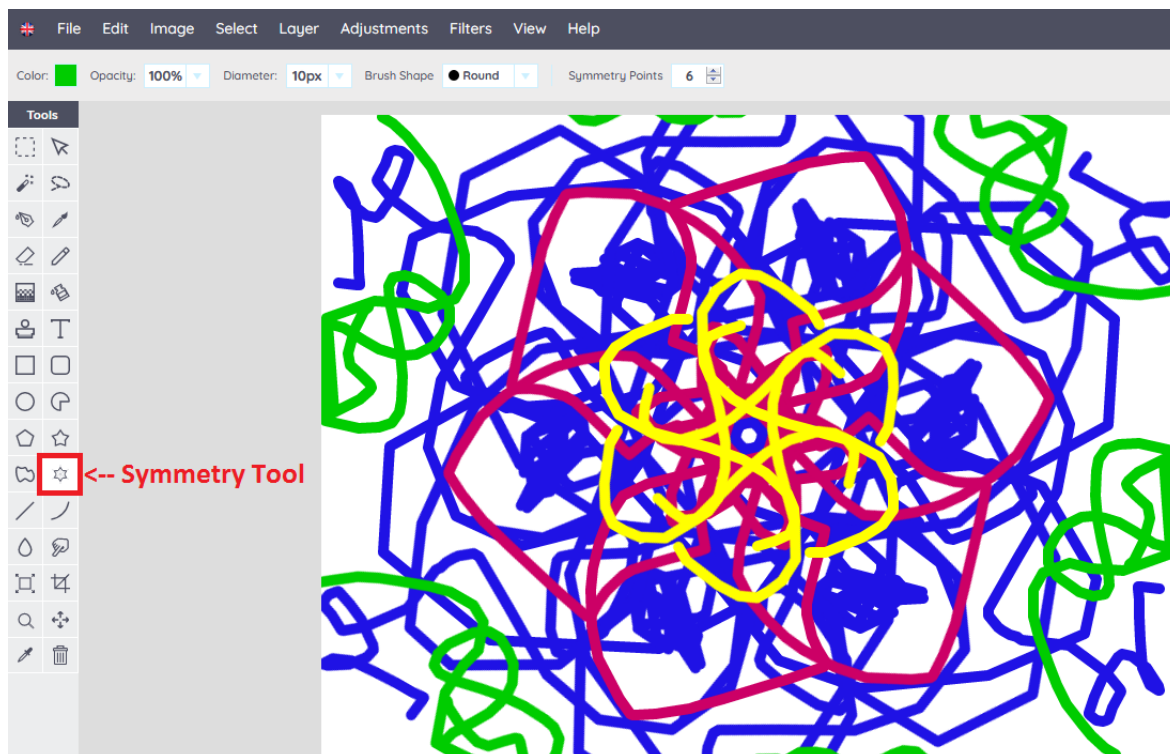 File Edit Image Select Layer Adjustments Filters View Help
Color: Opacity: 100% Diameter: 10px Brush Shape Round Symmetry Points 6
Tools
<-- Symmetry Tool